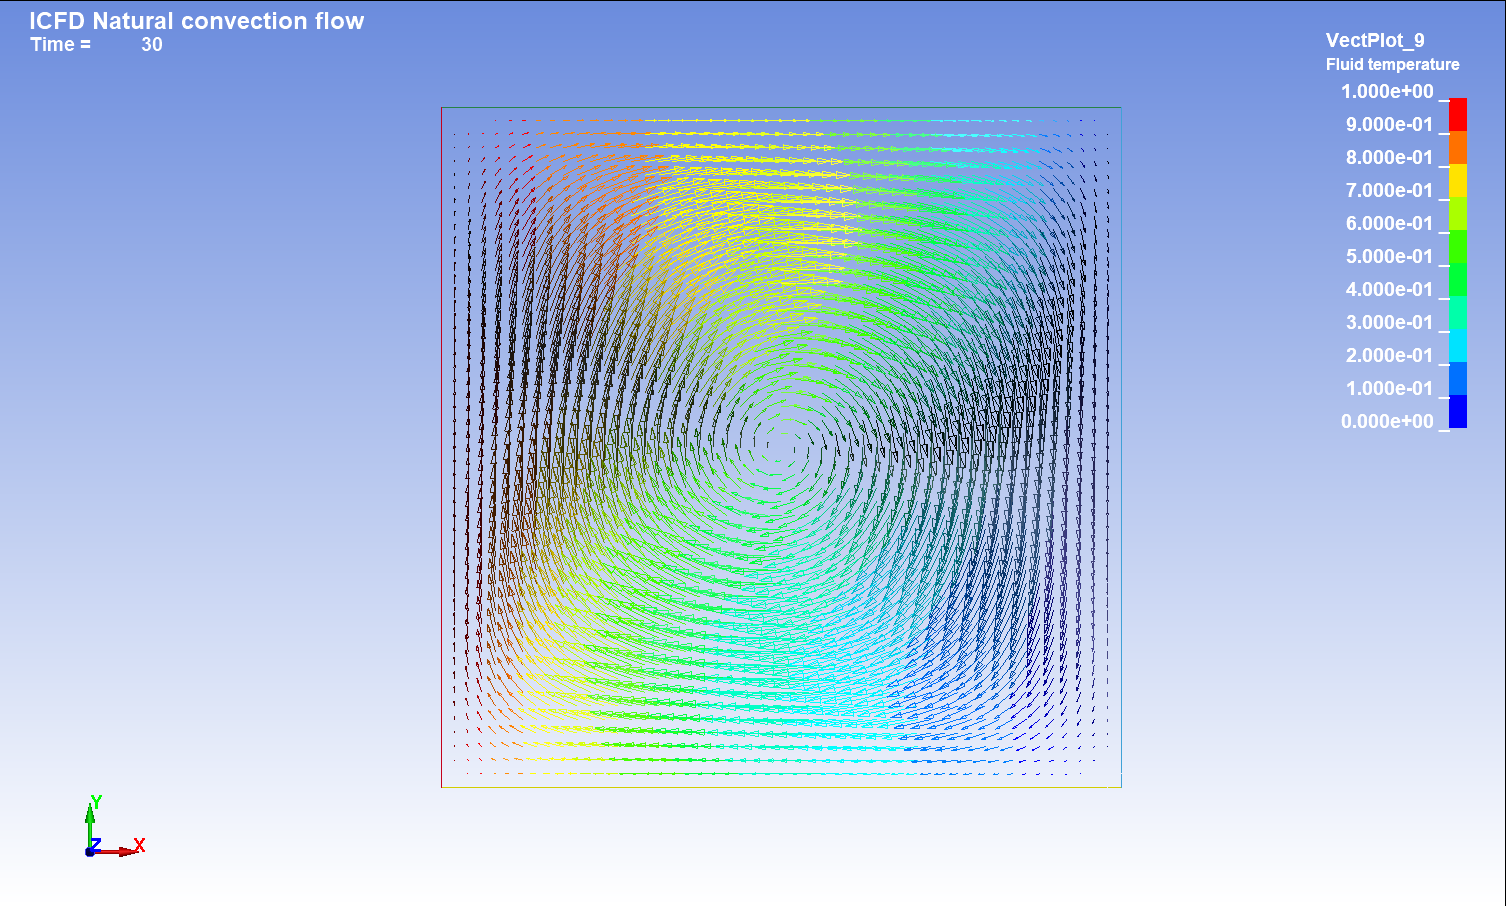 ICFD Natural convection flow
Time = 30
VectPlot_9
Fluid temperature
1.000e+00
9.000e-01
8.000e-01
7.000e-01
6.000e-01
5.000e-01
4.000e-01
3.000e-01
2.000e-01
1.000e-01
0.000e+00
Y
Z
X